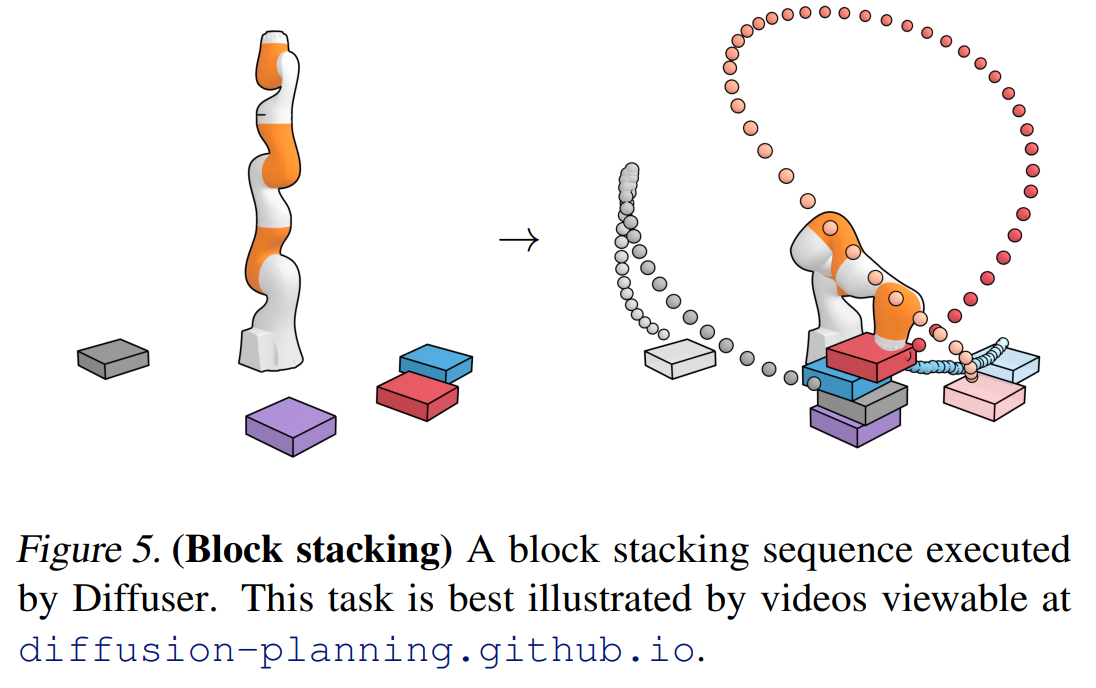 →
Figure 5. (Block stacking) A block stacking sequence executed
by Diffuser. This task is best illustrated by videos viewable at
diffusion-planning.github.io.